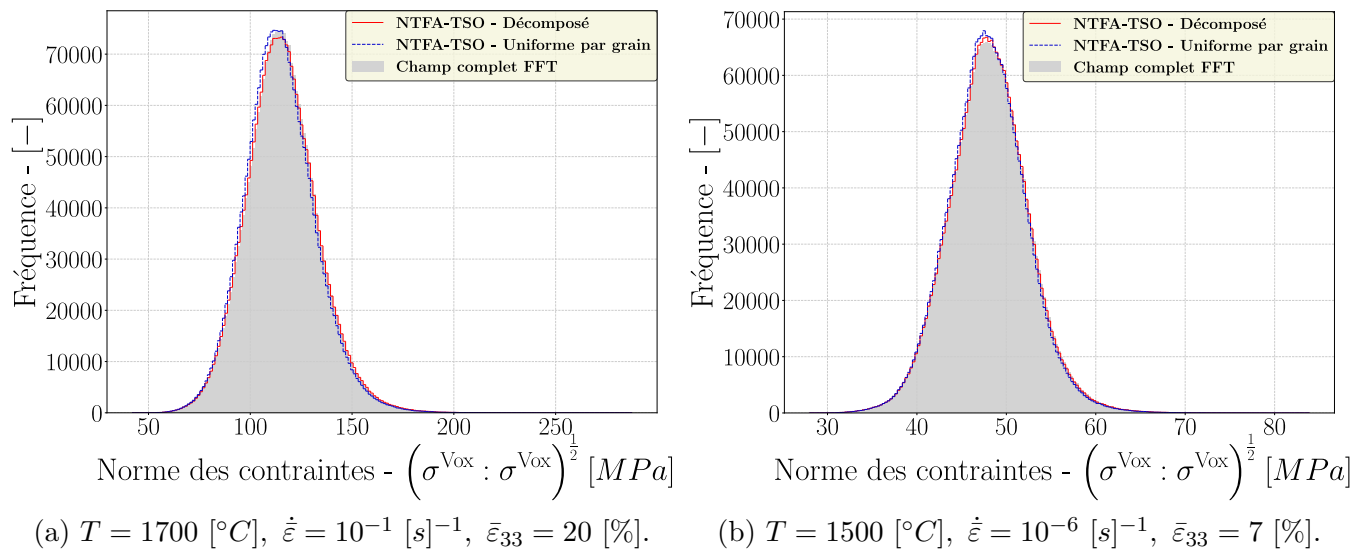 NTFA-TSO - Décomposé
NTFA-TSO - Uniforme par grain
Champ complet FFT
Fréquence - [−]
70000
60000
50000
40000
30000
20000
10000
0
50 100 150 200 250
Norme des contraintes - (σ^Vox : σ^Vox)^1/2 [MPa]
(a) T = 1700 [°C], ε̄̇ = 10^−1 [s]^−1, ε̄_33 = 20 [%].
NTFA-TSO - Décomposé
NTFA-TSO - Uniforme par grain
Champ complet FFT
Fréquence - [−]
70000
60000
50000
40000
30000
20000
10000
0
30 40 50 60 70 80
Norme des contraintes - (σ^Vox : σ^Vox)^1/2 [MPa]
(b) T = 1500 [°C], ε̄̇ = 10^−6 [s]^−1, ε̄_33 = 7 [%].